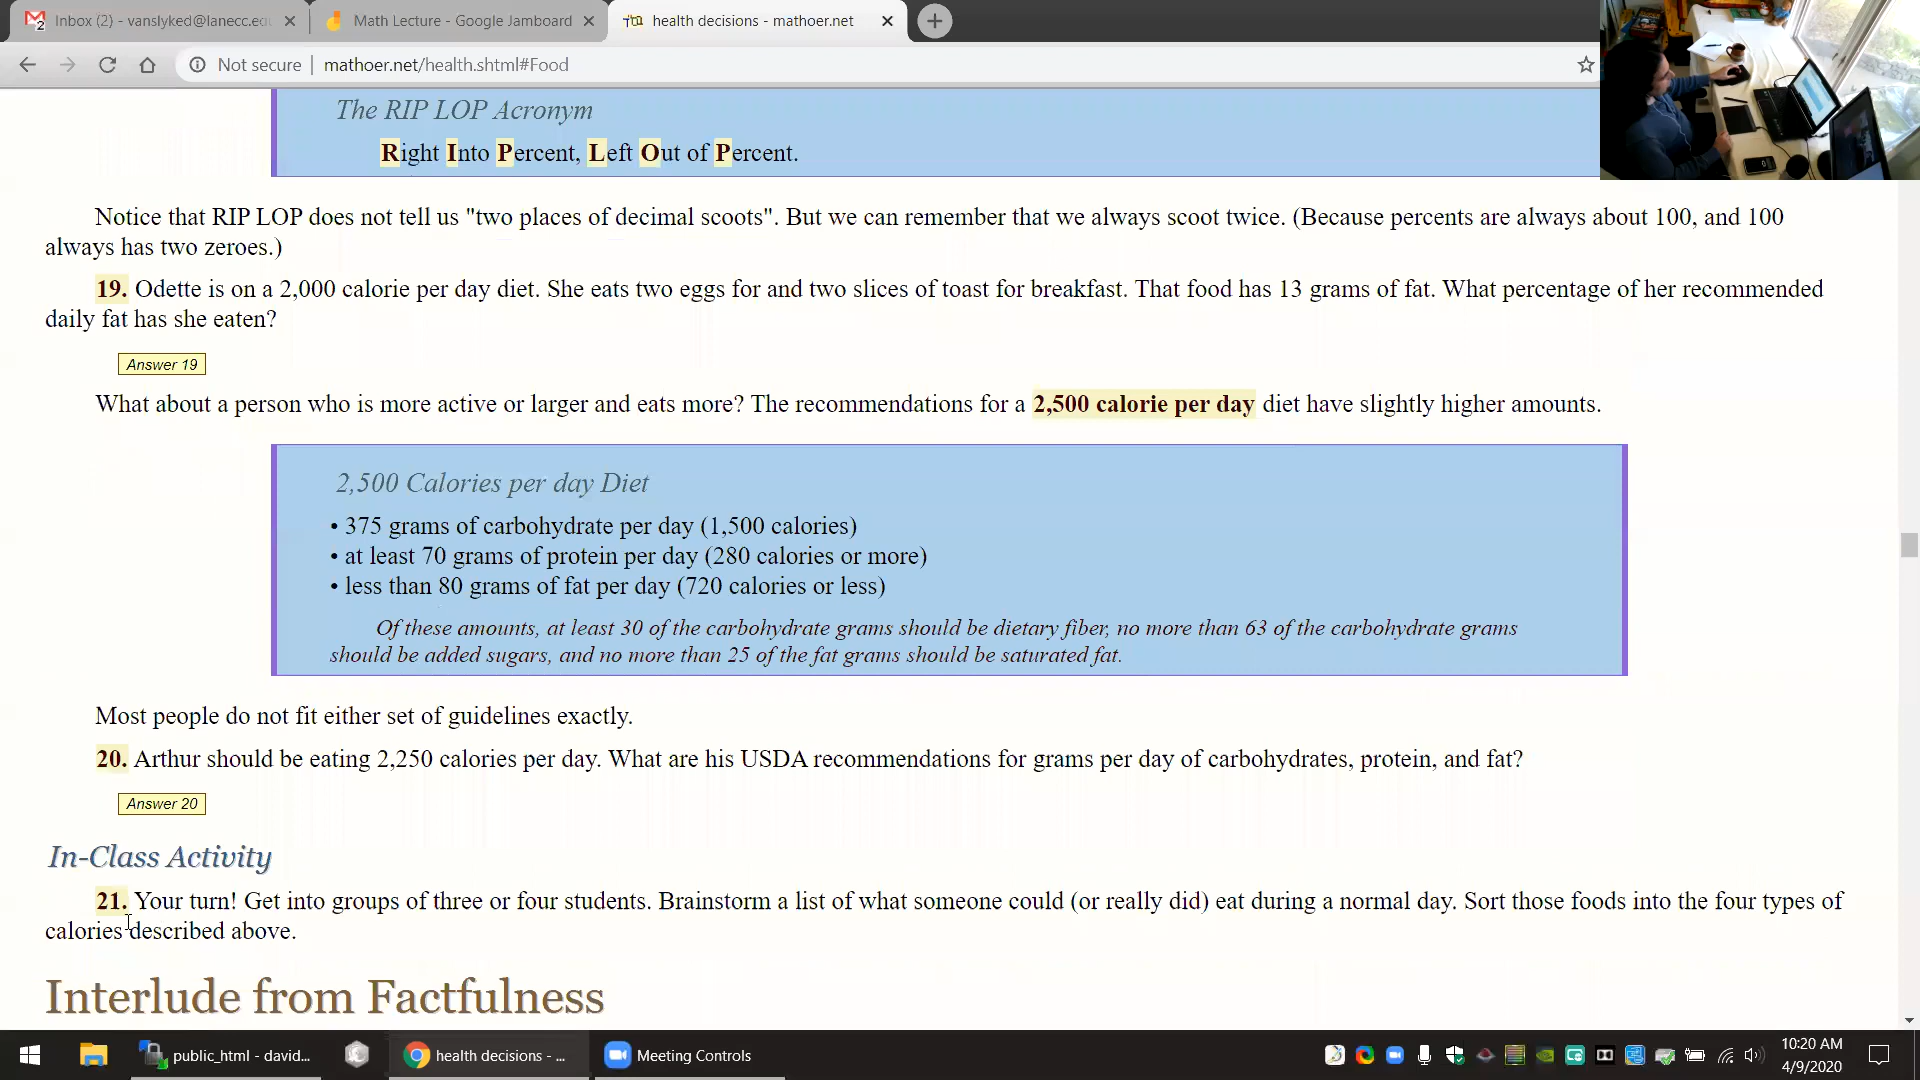 Inbox (2) - vanslyked@lanecc.edu
Math Lecture - Google Jamboard
health decisions - mathoer.net
Not secure
mathoer.net/health.shtml#Food
The RIP LOP Acronym
Right Into Percent, Left Out of Percent.
Notice that RIP LOP does not tell us "two places of decimal scoots". But we can remember that we always scoot twice. (Because percents are always about 100, and 100
always has two zeroes.)
19. Odette is on a 2,000 calorie per day diet. She eats two eggs for and two slices of toast for breakfast. That food has 13 grams of fat. What percentage of her recommended
daily fat has she eaten?
Answer 19
What about a person who is more active or larger and eats more? The recommendations for a 2,500 calorie per day diet have slightly higher amounts.
2,500 Calories per day Diet
• 375 grams of carbohydrate per day (1,500 calories)
• at least 70 grams of protein per day (280 calories or more)
• less than 80 grams of fat per day (720 calories or less)
Of these amounts, at least 30 of the carbohydrate grams should be dietary fiber, no more than 63 of the carbohydrate grams
should be added sugars, and no more than 25 of the fat grams should be saturated fat.
Most people do not fit either set of guidelines exactly.
20. Arthur should be eating 2,250 calories per day. What are his USDA recommendations for grams per day of carbohydrates, protein, and fat?
Answer 20
In-Class Activity
21. Your turn! Get into groups of three or four students. Brainstorm a list of what someone could (or really did) eat during a normal day. Sort those foods into the four types of
calories described above.
Interlude from Factfulness
public_html - david...
health decisions - ...
Meeting Controls
10:20 AM
4/9/2020